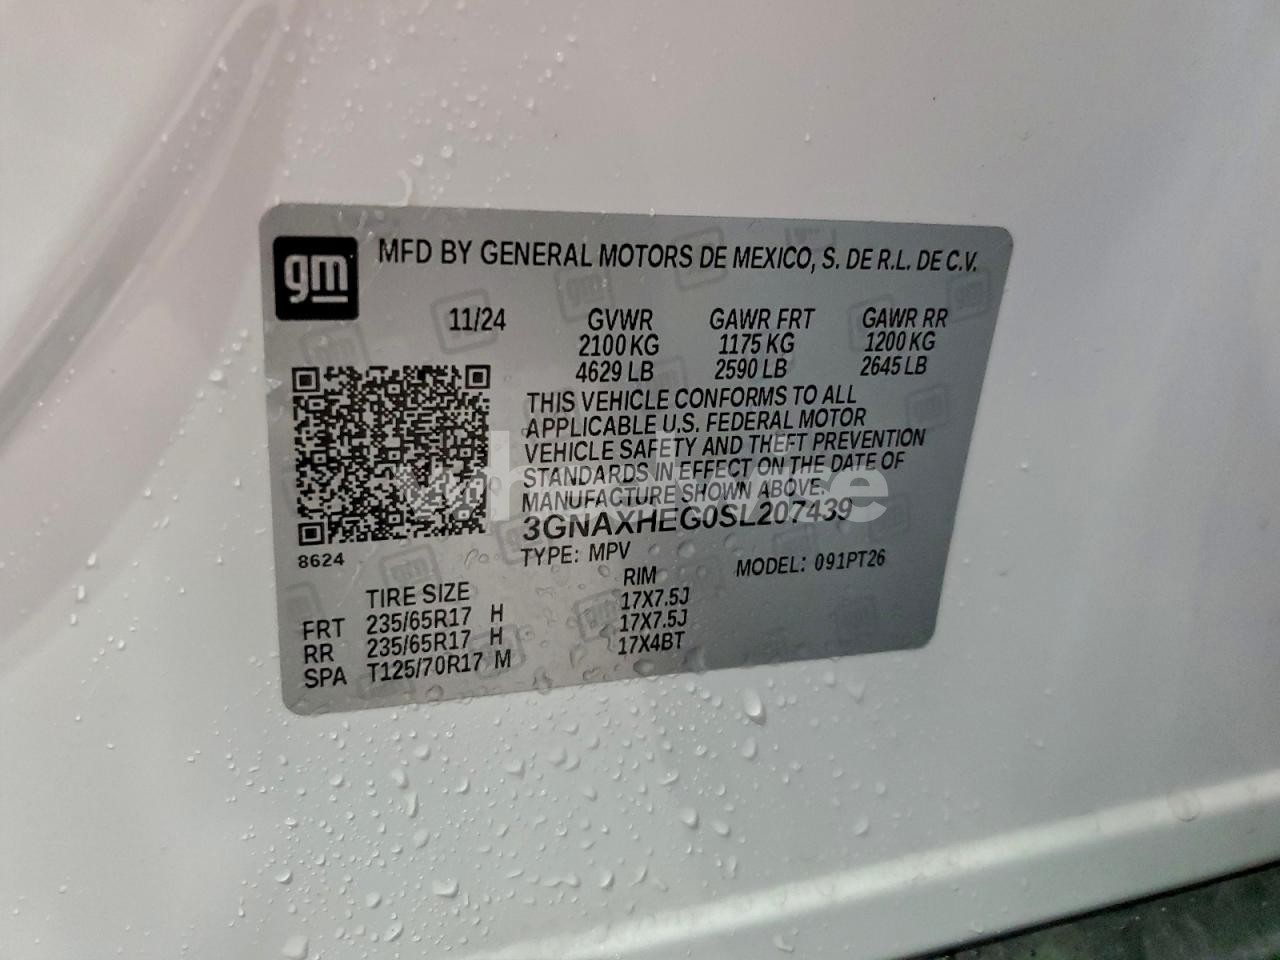 gm MFD BY GENERAL MOTORS DE MEXICO, S. DE R.L. DE C.V.
11/24 GVWR GAWR FRT GAWR RR
2100 KG 1175 KG 1200 KG
4629 LB 2590 LB 2645 LB
THIS VEHICLE CONFORMS TO ALL
APPLICABLE U.S. FEDERAL MOTOR
VEHICLE SAFETY AND THEFT PREVENTION
STANDARDS IN EFFECT ON THE DATE OF
MANUFACTURE SHOWN ABOVE.
3GNAXHEG0SL207439
8624 TYPE: MPV MODEL: 091PT26
TIRE SIZE RIM
FRT 235/65R17 H 17X7.5J
RR 235/65R17 H 17X7.5J
SPA T125/70R17 M 17X4BT